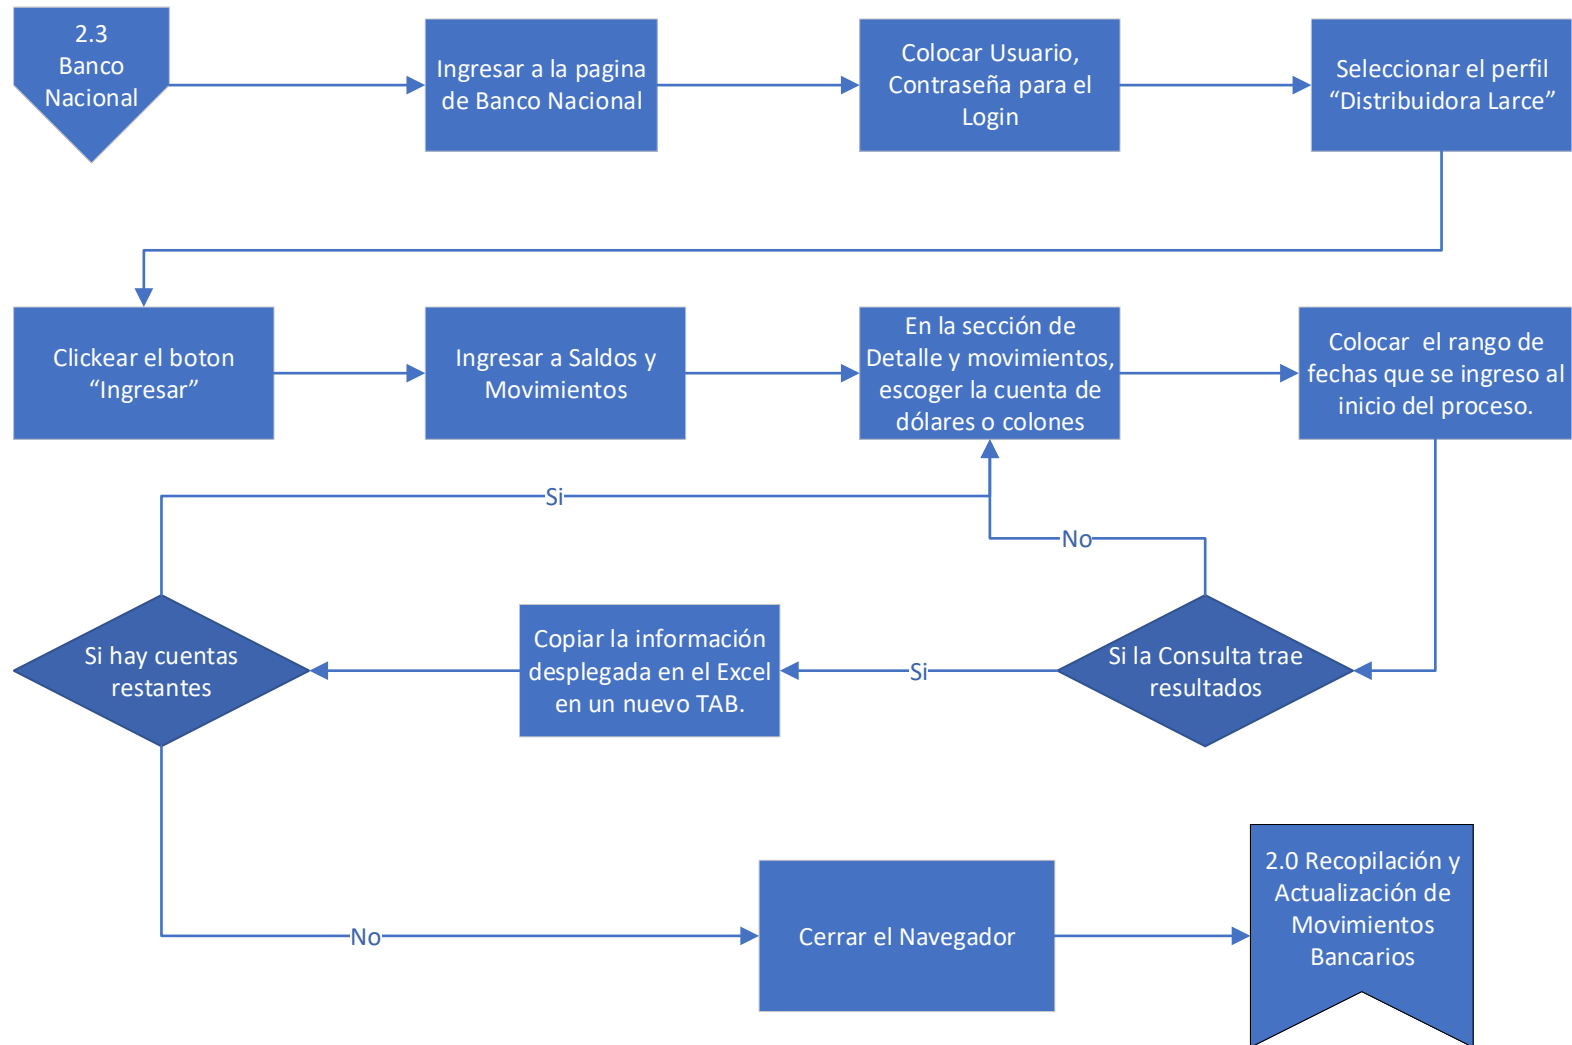 2.3
Banco
Nacional
Ingresar a la pagina
de Banco Nacional
Colocar Usuario,
Contraseña para el
Login
Seleccionar el perfil
“Distribuidora Larce”
Clickear el boton
“Ingresar”
Ingresar a Saldos y
Movimientos
En la sección de
Detalle y movimientos,
escoger la cuenta de
dólares o colones
Colocar el rango de
fechas que se ingreso al
inicio del proceso.
Si
No
Si hay cuentas
restantes
Copiar la información
desplegada en el Excel
en un nuevo TAB.
Si
Si la Consulta trae
resultados
No
Cerrar el Navegador
2.0 Recopilación y
Actualización de
Movimientos
Bancarios